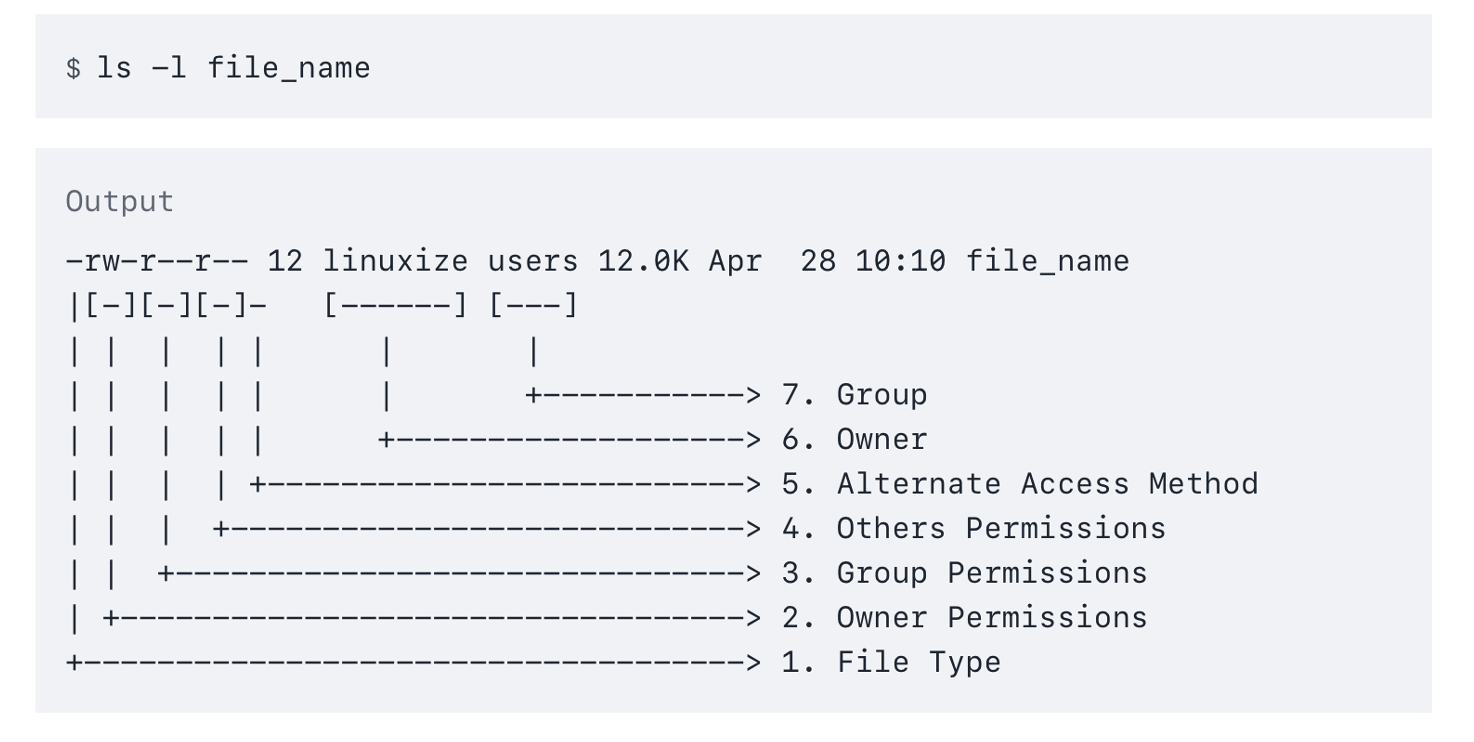 $ ls -l file_name
Output
-rw-r--r-- 12 linuxize users 12.0K Apr  28 10:10 file_name
|[-][-][-]-   [------] [---]
| |  |  | |      |       |
| |  |  | |      |       +-----------> 7. Group
| |  |  | |      +-------------------> 6. Owner
| |  |  | +--------------------------> 5. Alternate Access Method
| |  |  +----------------------------> 4. Others Permissions
| |  +-------------------------------> 3. Group Permissions
| +----------------------------------> 2. Owner Permissions
+------------------------------------> 1. File Type